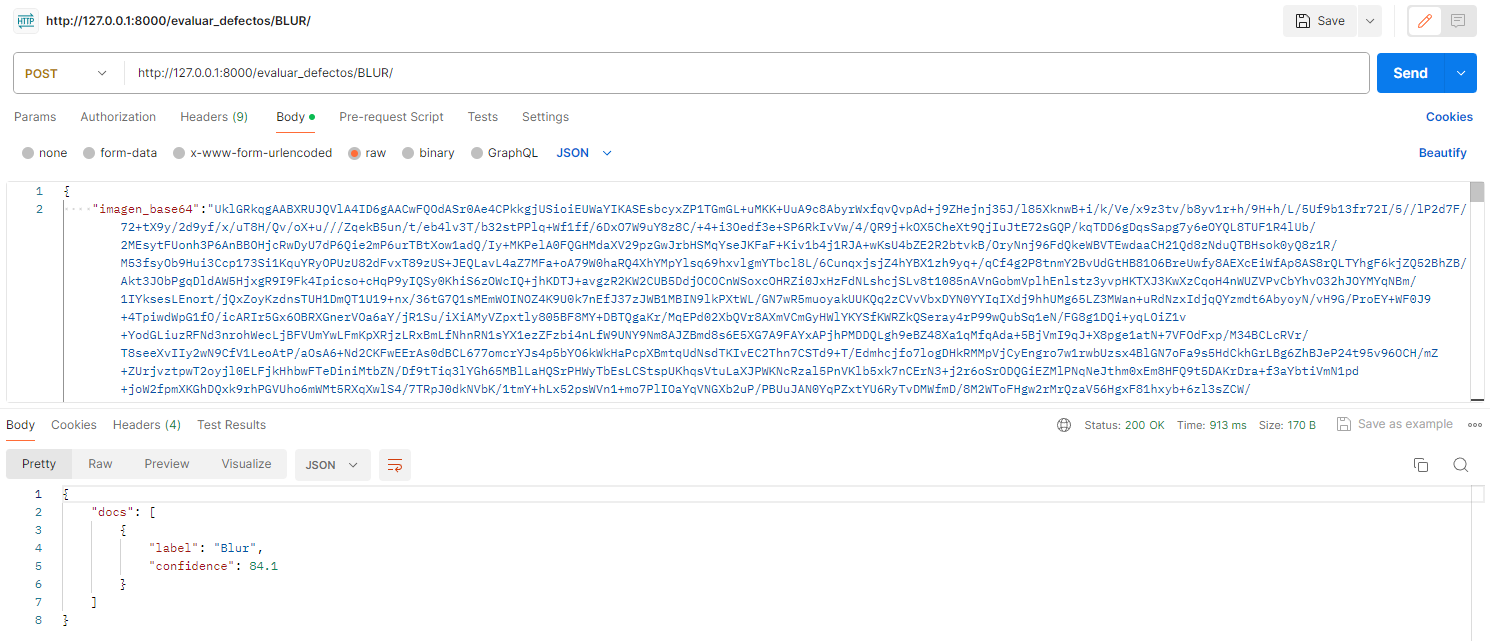 HTTP http://127.0.0.1:8000/evaluar_defectos/BLUR/ Save
POST http://127.0.0.1:8000/evaluar_defectos/BLUR/ Send
Params Authorization Headers (9) Body Pre-request Script Tests Settings Cookies
none form-data x-www-form-urlencoded raw binary GraphQL JSON Beautify
1 {
2 "imagen_base64":"UklGRkqgAABXRUJQVlA4ID6gAACwFQOdASr0Ae4CPkkgjUSioiEUWaYIKASEsbcyxZP1TGmGL+uMKK+UuA9c8AbyrWxfqvQvpAd+j9ZHejnj35J/l85XknwB+i/k/Ve/x9z3tv/b8yv1r+h/9H+h/L/5Uf9b13fr72I/5//lP2d7F/
72+tX9y/2d9yf/x/uT8H/Qv/oX+u///ZqekB5un/t/eb4lv3T/b32stPPlq+Wf1ff/6DxO7W9uY8z8C/+4+i3Oedf3e+SP6RkIvVw/4/QR9j+kOX5CheXt9QjIuJtE72sGQP/kqTDD6gDqsSapg7y6eOYQL8TUF1R4lUb/
2MEsytFUonh3P6AnBBOHjcRwDyU7dP6Qie2mP6urTBtXow1adQ/Iy+MKPelA0FQGHMdaXV29pzGwJrbHSMqYseJKFaF+Kiv1b4j1RJA+wKsU4bZE2R2btvkB/OryNnj96FdQkeWBVTEwdaaCH21Qd8zNduQTBHsok0yQ8z1R/
M53fsyOb9Hui3Ccp173Si1KquYRyOPUzU82dFvxT89zUS+JEQLavL4aZ7MFa+oA79W0haRQ4XhYMpYlsq69hxvlgmYTbcl8L/6CunqxjsjZ4hYBX1zh9yq+/qCf4g2P8tnmY2BvUdGtHB81O6BreUwfy8AEXcEiWfAp8AS8rQLTYhgF6kjZQ52BhZB/
Akt3JObPgqDldAW5HjxgR9I9Fk4Ipicso+cHqP9yIQSy0KhiS6zOWcIQ+jhKDTJ+avgzR2KW2CUB5DdjOCOCnWSoxcOHRZi0JxHzFdNLshcjSLv8t1085nAVnGobmVplhEnlstz3yvpHKTXJ3KwXzCqoH4nWUZVPvCbYhvO32hJOYMYqNBm/
1IYksesLEnort/jQxZoyKzdnsTUH1DmQT1U19+nx/36tG7Q1sMEmWOINOZ4K9U0k7nEfJ37zJWB1MBIN9lkPXtWL/GN7wR5muoyakUUKQq2zCVvVbxDYN0YYIqIXdj9hhUMg65LZ3MWan+uRdNzxIdjqQYzmdt6AbyoyN/vH9G/ProEY+WF0J9
+4TpiwdWpG1fO/icARIr5Gx6OBRXGnerVOa6aY/jR1Su/iXiAMyVZpxtly805BF8MY+DBTQgaKr/MqEPd02XbQVr8AXmVCmGyHWlYKYSfKWRZkQSeray4rP99wQubSq1eN/FG8g1DQi+yqLOiZ1v
+YodGLiuzRFNd3nrohWecLjBFVUmYwLFmKpXRjzLRxBmLfNhnRN1sYX1ezZFzbi4nLfW9UNY9Nm8AJZBmd8s6E5XG7A9FAYxAPjhPMDDQLgh9eBZ48Xa1qMfqAda+5BjVmI9qJ+X8pge1atN+7VFOdFxp/M34BCLcRVr/
T8seeXvIIy2wN9CfV1LeoAtP/aOsA6+Nd2CKFwEErAs0dBCL677omcrYJs4p5bYO6kWkHaPcpXBmtqUdNsdTKIvEC2Thn7CSTd9+T/Edmhcjfo7logDHkRMMpVjCyEngro7w1rwbUzsx4BlGN7oFa9s5HdCkhGrLBg6ZhBJeP24t95v96OCH/mZ
+ZUrjvztpwT2oyjl0ELFjkHhbwFTeDiniMtbZN/Df9tTiq3lYGh65MBlLaHQSrPHWyTbEsLCStspUKhqsVtuLaXJPWKNcRzal5PnVKlb5xk7nCErN3+j2r6oSrODQGiEZMlPNqNeJthm0xEm8HFQ9t5DAKrDra+f3aYbtiVmN1pd
+joW2fpmXKGhDQxk9rhPGVUho6mWMt5RXqXwlS4/7TRpJ0dkNVbK/1tmY+hLx52psWVn1+mo7PlIOaYqVNGXb2uP/PBUuJAN0YqPZxtYU6RyTvDMWfmD/8M2WToFHgw2rMrQzaV56HgxF81hxyb+6zl3sZCW/
Body Cookies Headers (4) Test Results Status: 200 OK Time: 913 ms Size: 170 B Save as example
Pretty Raw Preview Visualize JSON
1 {
2 "docs": [
3 {
4 "label": "Blur",
5 "confidence": 84.1
6 }
7 ]
8 }